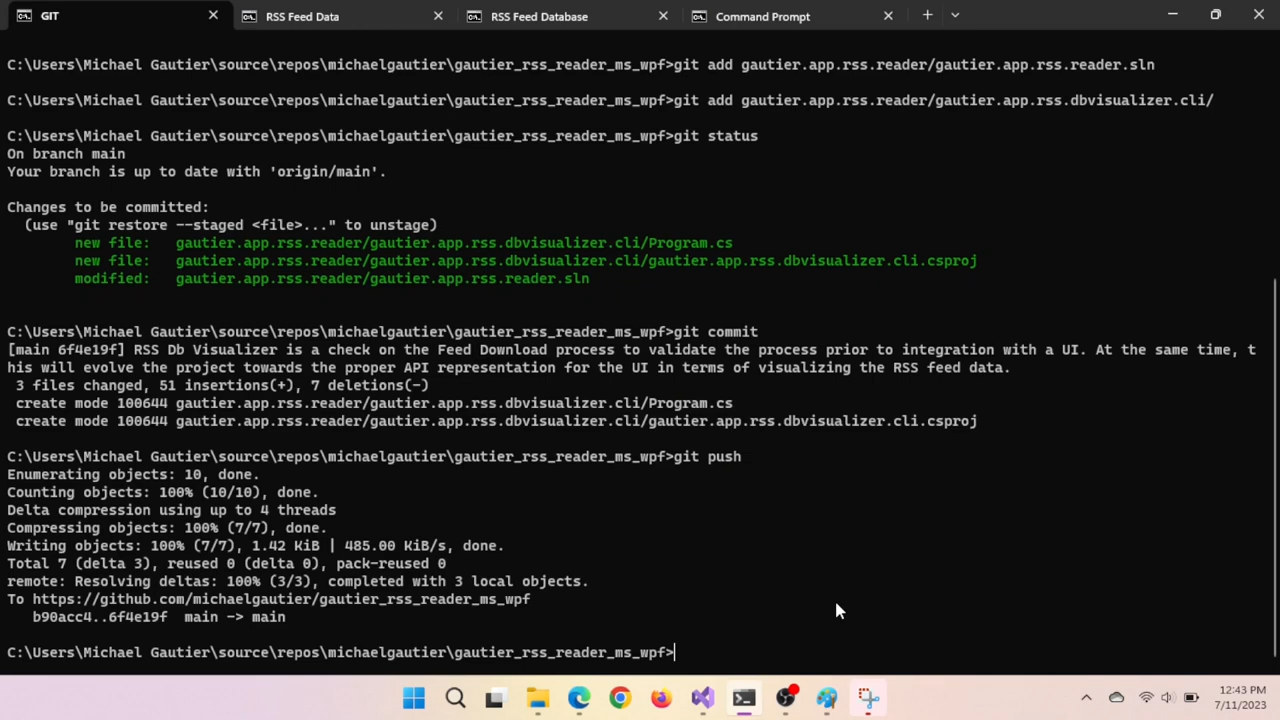 GIT
RSS Feed Data
RSS Feed Database
Command Prompt
C:\Users\Michael Gautier\source\repos\michaelgautier\gautier_rss_reader_ms_wpf>git add gautier.app.rss.reader/gautier.app.rss.reader.sln
C:\Users\Michael Gautier\source\repos\michaelgautier\gautier_rss_reader_ms_wpf>git add gautier.app.rss.reader/gautier.app.rss.dbvisualizer.cli/
C:\Users\Michael Gautier\source\repos\michaelgautier\gautier_rss_reader_ms_wpf>git status
On branch main
Your branch is up to date with 'origin/main'.
Changes to be committed:
(use "git restore --staged <file>..." to unstage)
new file:   gautier.app.rss.reader/gautier.app.rss.dbvisualizer.cli/Program.cs
new file:   gautier.app.rss.reader/gautier.app.rss.dbvisualizer.cli/gautier.app.rss.dbvisualizer.cli.csproj
modified:   gautier.app.rss.reader/gautier.app.rss.reader.sln
C:\Users\Michael Gautier\source\repos\michaelgautier\gautier_rss_reader_ms_wpf>git commit
[main 6f4e19f] RSS Db Visualizer is a check on the Feed Download process to validate the process prior to integration with a UI. At the same time, t
his will evolve the project towards the proper API representation for the UI in terms of visualizing the RSS feed data.
3 files changed, 51 insertions(+), 7 deletions(-)
create mode 100644 gautier.app.rss.reader/gautier.app.rss.dbvisualizer.cli/Program.cs
create mode 100644 gautier.app.rss.reader/gautier.app.rss.dbvisualizer.cli/gautier.app.rss.dbvisualizer.cli.csproj
C:\Users\Michael Gautier\source\repos\michaelgautier\gautier_rss_reader_ms_wpf>git push
Enumerating objects: 10, done.
Counting objects: 100% (10/10), done.
Delta compression using up to 4 threads
Compressing objects: 100% (7/7), done.
Writing objects: 100% (7/7), 1.42 KiB | 485.00 KiB/s, done.
Total 7 (delta 3), reused 0 (delta 0), pack-reused 0
remote: Resolving deltas: 100% (3/3), completed with 3 local objects.
To https://github.com/michaelgautier/gautier_rss_reader_ms_wpf
b90acc4..6f4e19f  main -> main
C:\Users\Michael Gautier\source\repos\michaelgautier\gautier_rss_reader_ms_wpf>
12:43 PM
7/11/2023